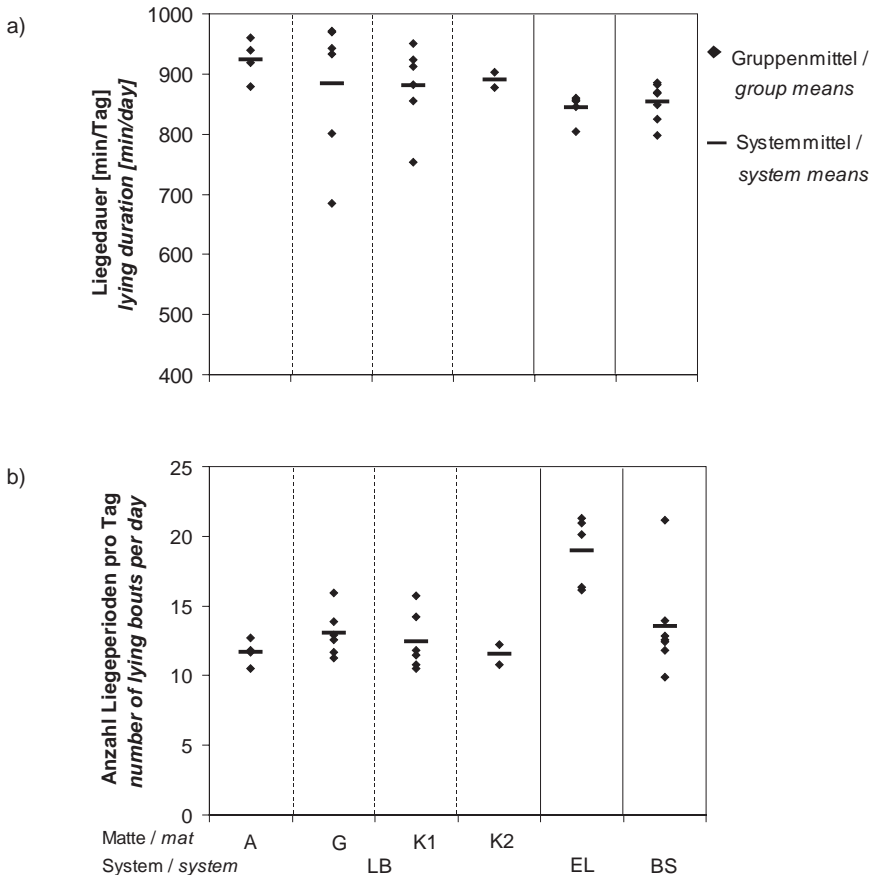 a)
1000
900
800
700
600
500
400
Liegedauer [min/Tag]
lying duration [min/day]
Gruppenmittel /
group means
Systemmittel /
system means
b)
25
20
15
10
5
0
Anzahl Liegeperioden pro Tag
number of lying bouts per day
Matte / mat A G K1 K2
System / system LB EL BS